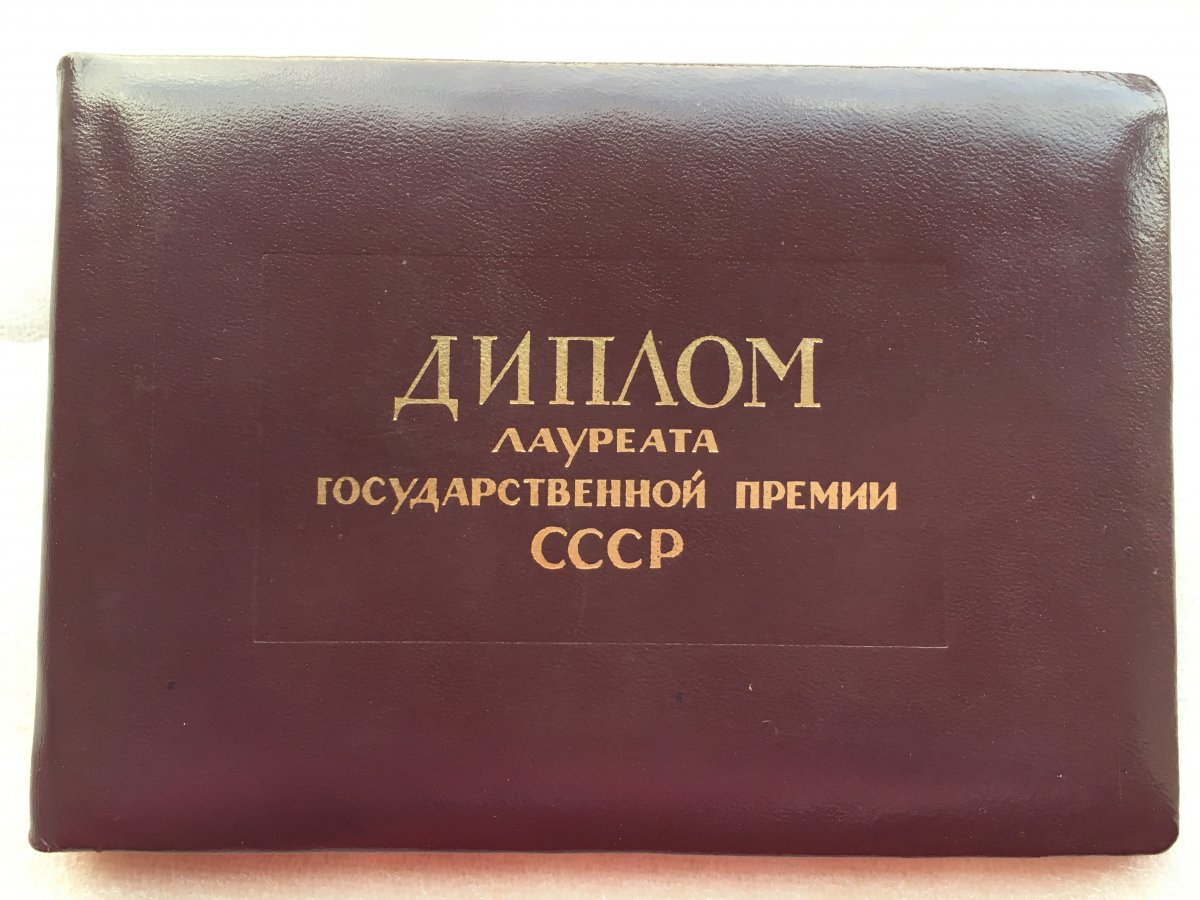 ДИПЛОМ
ЛАУРЕАТА
ГОСУДАРСТВЕННОЙ ПРЕМИИ
СССР